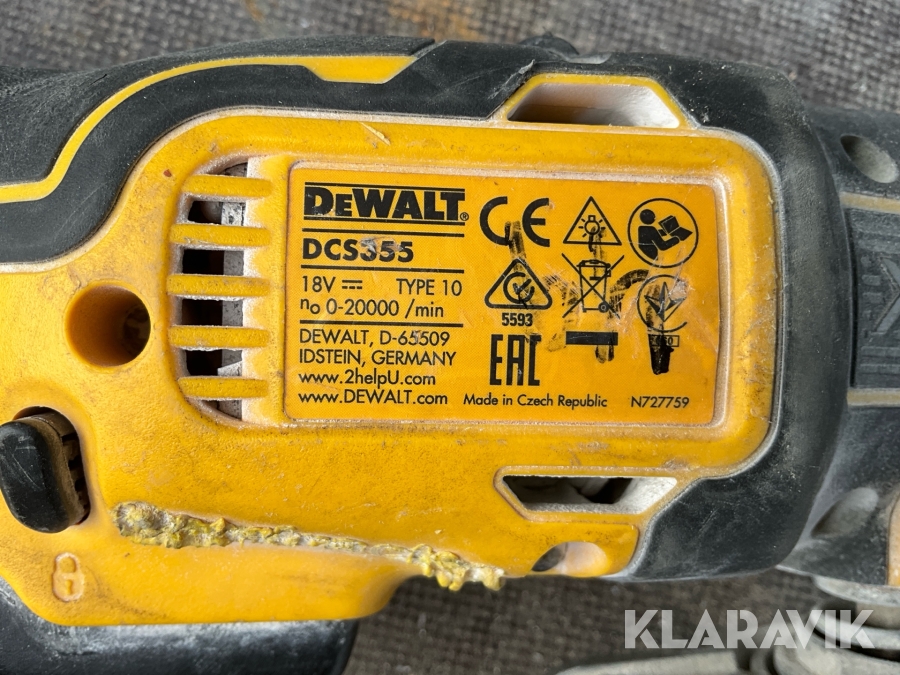 DEWALT®
DCS355
18V TYPE 10
n₀ 0-20000 /min
DEWALT, D-65509
IDSTEIN, GERMANY
www.2helpU.com
www.DEWALT.com
CE
5593
EAC
Made in Czech Republic
N727759
KLARAVIK